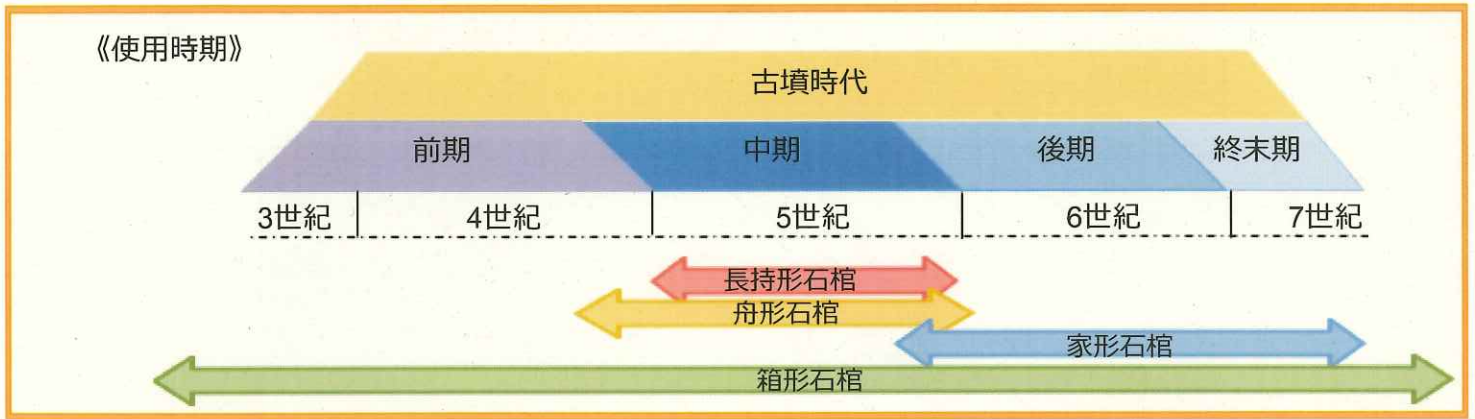 《使用時期》
古墳時代
前期 中期 後期 終末期
3世紀 4世紀 5世紀 6世紀 7世紀
長持形石棺
舟形石棺
家形石棺
箱形石棺